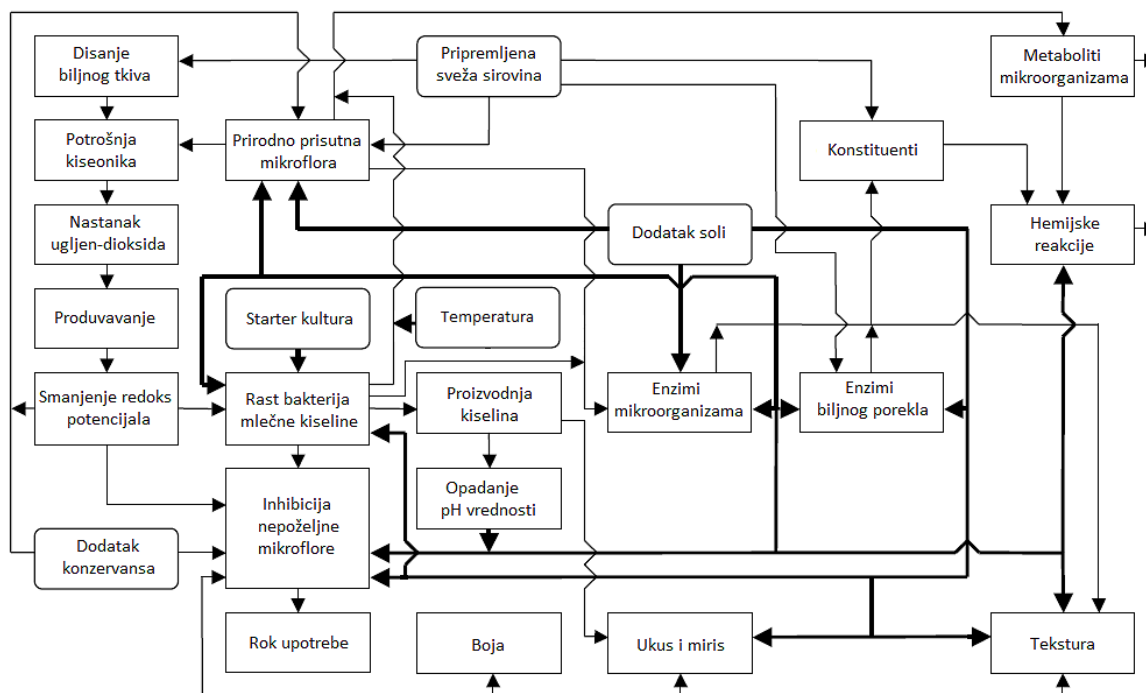 Disanje
biljnog tkiva
Pripremljena
sveža sirovina
Metaboliti
mikroorganizama
Potrošnja
kiseonika
Prirodno prisutna
mikroflora
Konstituenti
Nastanak
ugljen-dioksida
Dodatak soli
Hemijske
reakcije
Produvavanje
Starter kultura
Temperatura
Smanjenje redoks
potencijala
Rast bakterija
mlečne kiseline
Proizvodnja
kiselina
Enzimi
mikroorganizama
Enzimi
biljnog porekla
Inhibicija
nepoželjne
mikroflore
Opadanje
pH vrednosti
Dodatak
konzervansa
Rok upotrebe
Boja
Ukus i miris
Tekstura